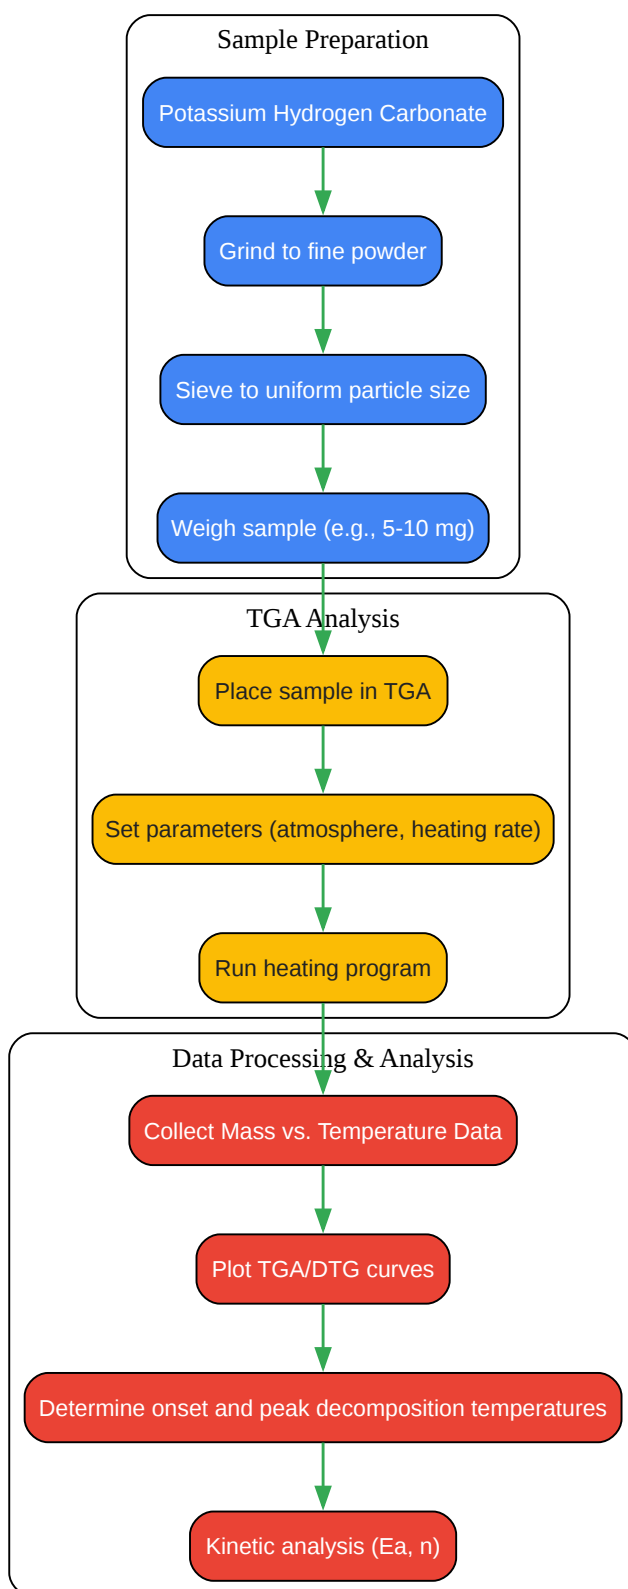 Sample Preparation
Potassium Hydrogen Carbonate
Grind to fine powder
Sieve to uniform particle size
Weigh sample (e.g., 5-10 mg)
TGA Analysis
Place sample in TGA
Set parameters (atmosphere, heating rate)
Run heating program
Data Processing & Analysis
Collect Mass vs. Temperature Data
Plot TGA/DTG curves
Determine onset and peak decomposition temperatures
Kinetic analysis (Ea, n)